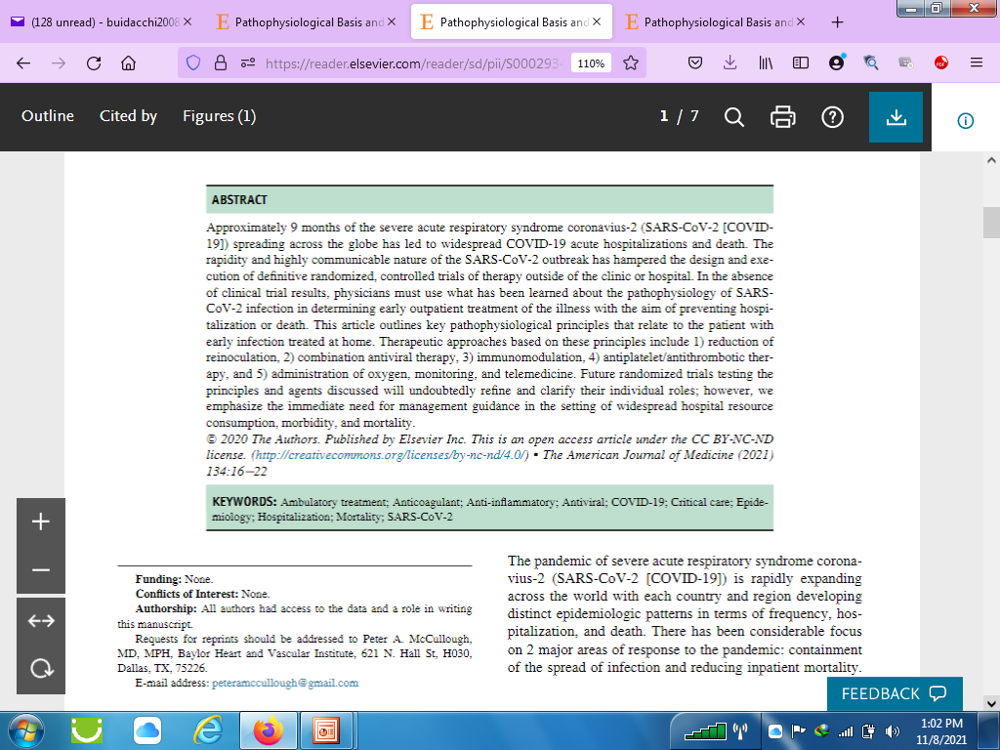 (128 unread) - buidacchi2008
Pathophysiological Basis and
Pathophysiological Basis and
Pathophysiological Basis and
https://reader.elsevier.com/reader/sd/pii/S0002934
110%
Outline
Cited by
Figures (1)
1 / 7
ABSTRACT
Approximately 9 months of the severe acute respiratory syndrome coronavius-2 (SARS-CoV-2 [COVID-
19]) spreading across the globe has led to widespread COVID-19 acute hospitalizations and death. The
rapidity and highly communicable nature of the SARS-CoV-2 outbreak has hampered the design and exe-
cution of definitive randomized, controlled trials of therapy outside of the clinic or hospital. In the absence
of clinical trial results, physicians must use what has been learned about the pathophysiology of SARS-
CoV-2 infection in determining early outpatient treatment of the illness with the aim of preventing hospi-
talization or death. This article outlines key pathophysiological principles that relate to the patient with
early infection treated at home. Therapeutic approaches based on these principles include 1) reduction of
reinoculation, 2) combination antiviral therapy, 3) immunomodulation, 4) antiplatelet/antithrombotic ther-
apy, and 5) administration of oxygen, monitoring, and telemedicine. Future randomized trials testing the
principles and agents discussed will undoubtedly refine and clarify their individual roles; however, we
emphasize the immediate need for management guidance in the setting of widespread hospital resource
consumption, morbidity, and mortality.
© 2020 The Authors. Published by Elsevier Inc. This is an open access article under the CC BY-NC-ND
license. (http://creativecommons.org/licenses/by-nc-nd/4.0/) • The American Journal of Medicine (2021)
134:16−22
KEYWORDS: Ambulatory treatment; Anticoagulant; Anti-inflammatory; Antiviral; COVID-19; Critical care; Epide-
miology; Hospitalization; Mortality; SARS-CoV-2
Funding: None.
Conflicts of Interest: None.
Authorship: All authors had access to the data and a role in writing
this manuscript.
Requests for reprints should be addressed to Peter A. McCullough,
MD, MPH, Baylor Heart and Vascular Institute, 621 N. Hall St, H030,
Dallas, TX, 75226.
E-mail address: peteramccullough@gmail.com
The pandemic of severe acute respiratory syndrome corona-
vius-2 (SARS-CoV-2 [COVID-19]) is rapidly expanding
across the world with each country and region developing
distinct epidemiologic patterns in terms of frequency, hos-
pitalization, and death. There has been considerable focus
on 2 major areas of response to the pandemic: containment
of the spread of infection and reducing inpatient mortality.
FEEDBACK
1:02 PM
11/8/2021